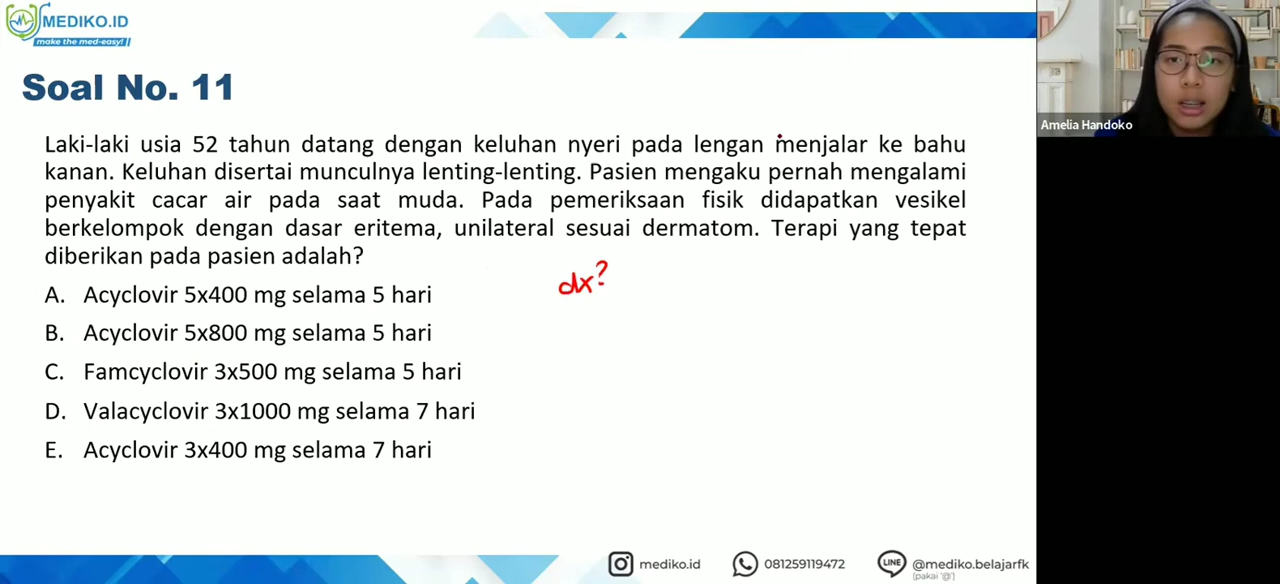 MEDIKO.ID
make the med-easy!
Soal No. 11
Laki-laki usia 52 tahun datang dengan keluhan nyeri pada lengan menjalar ke bahu
kanan. Keluhan disertai munculnya lenting-lenting. Pasien mengaku pernah mengalami
penyakit cacar air pada saat muda. Pada pemeriksaan fisik didapatkan vesikel
berkelompok dengan dasar eritema, unilateral sesuai dermatom. Terapi yang tepat
diberikan pada pasien adalah?
dx?
A. Acyclovir 5x400 mg selama 5 hari
B. Acyclovir 5x800 mg selama 5 hari
C. Famcyclovir 3x500 mg selama 5 hari
D. Valacyclovir 3x1000 mg selama 7 hari
E. Acyclovir 3x400 mg selama 7 hari
Amelia Handoko
mediko.id
081259119472
LINE
@mediko.belajarfk
(pakai '@')